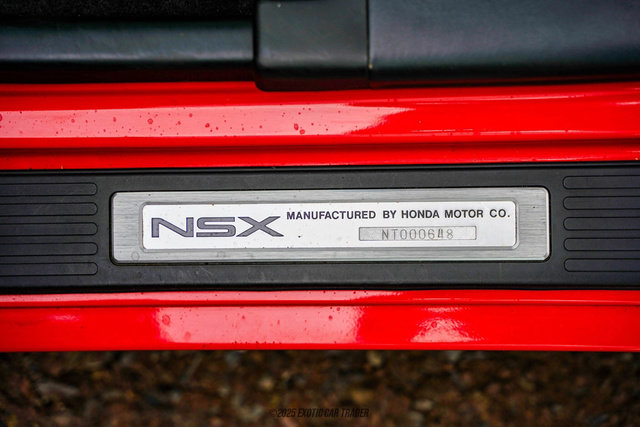 NSX MANUFACTURED BY HONDA MOTOR CO.
NT000648
©2025 EXOTIC CAR TRADER